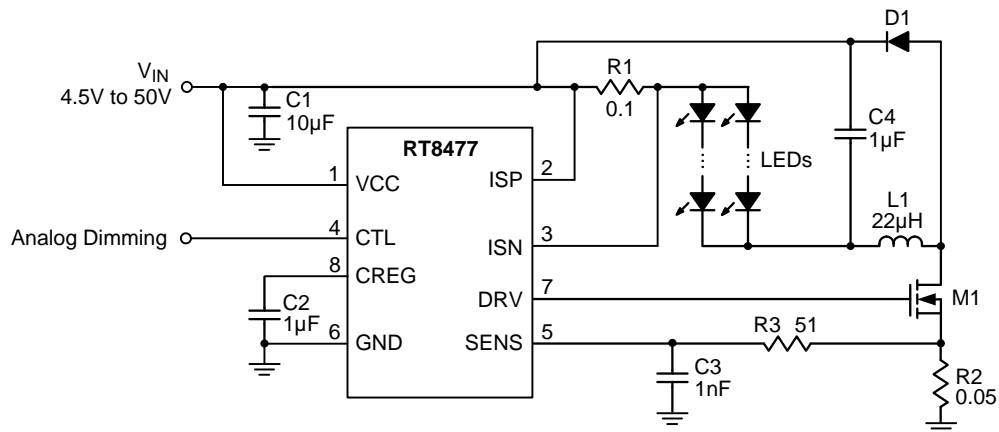 D1
VIN
4.5V to 50V
R1
0.1
C1
10µF
C4
1µF
RT8477
LEDs
1
VCC
ISP
2
L1
22µH
Analog Dimming
4
CTL
ISN
3
8
CREG
DRV
7
M1
C2
1µF
6
GND
SENS
5
R3 51
C3
1nF
R2
0.05